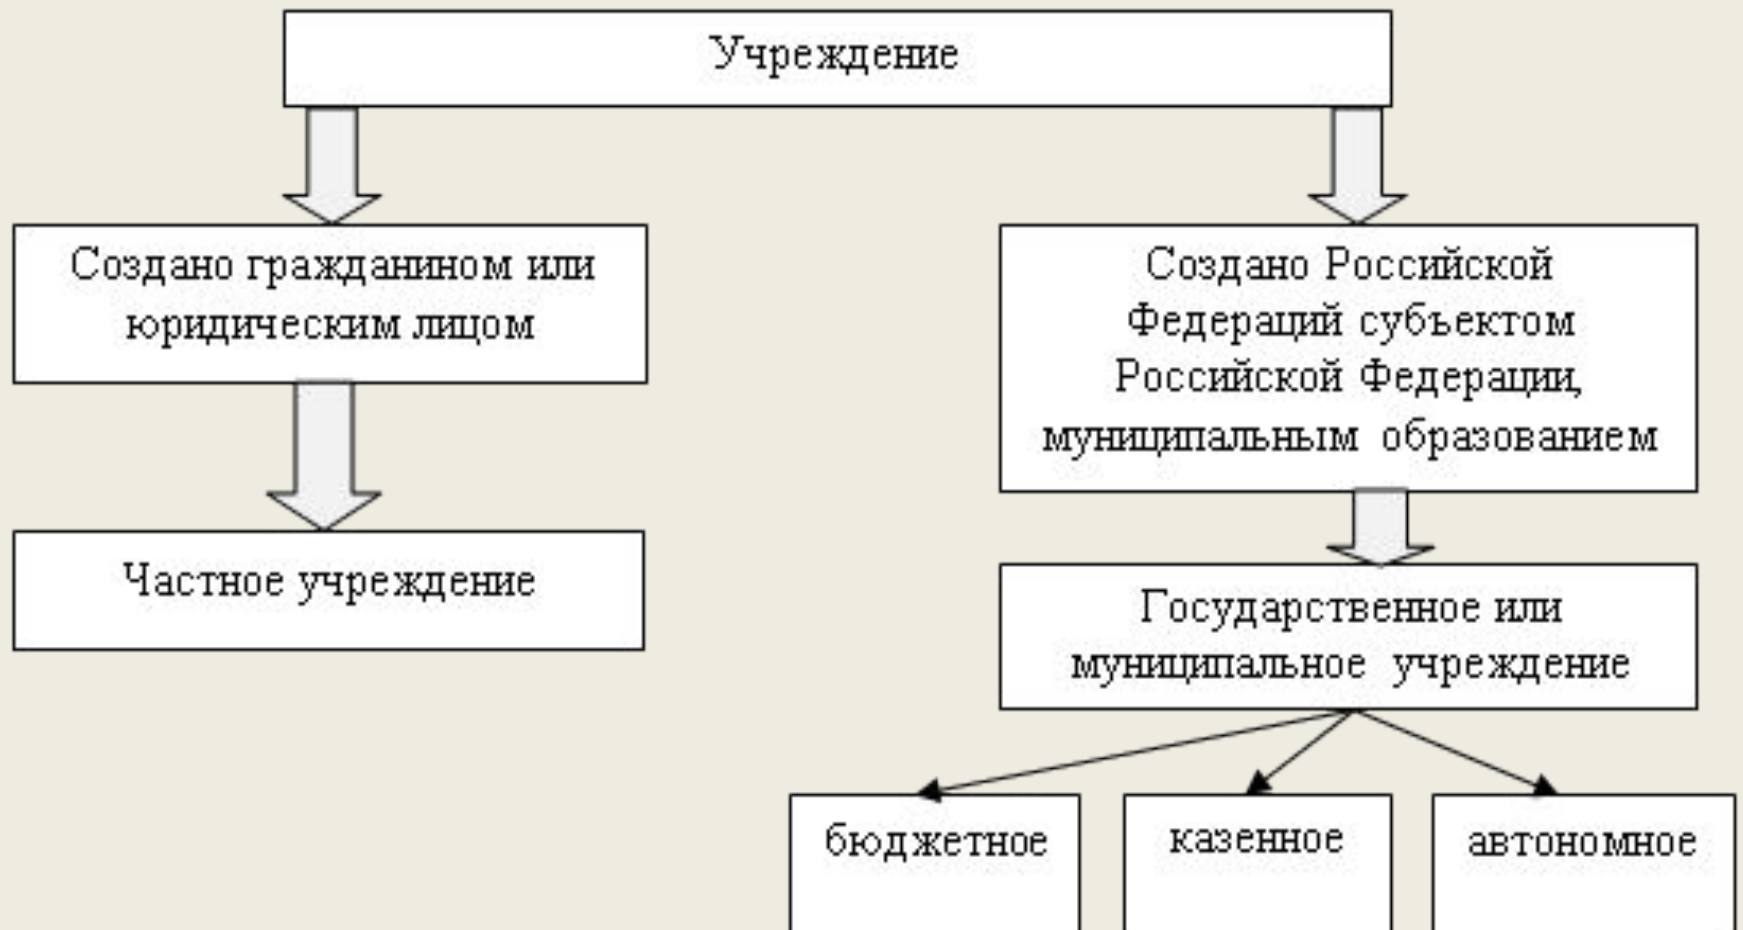 Учреждение
Создано гражданином или
юридическим лицом
Создано Российской
Федераций субъектом
Российской Федерации,
муниципальным образованием
Частное учреждение
Государственное или
муниципальное учреждение
бюджетное
казенное
автономное